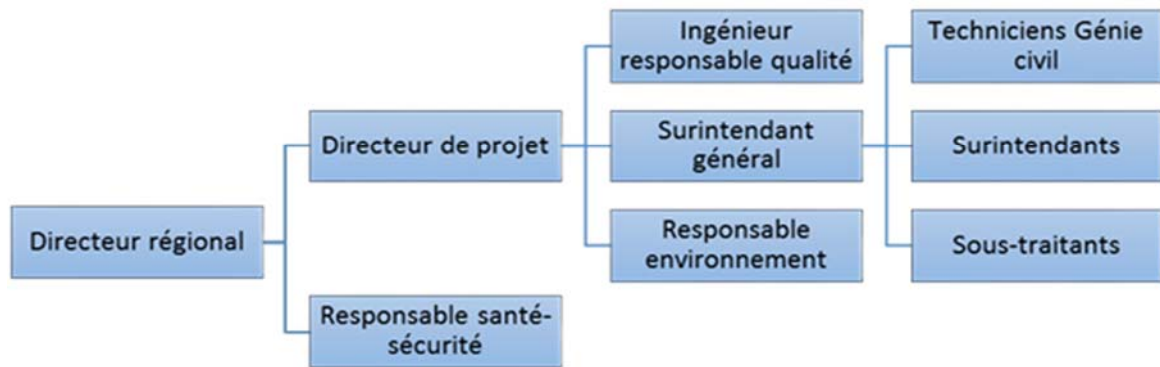 Directeur régional
Directeur de projet
Responsable santé-
sécurité
Ingénieur
responsable qualité
Surintendant
général
Responsable
environnement
Techniciens Génie
civil
Surintendants
Sous-traitants